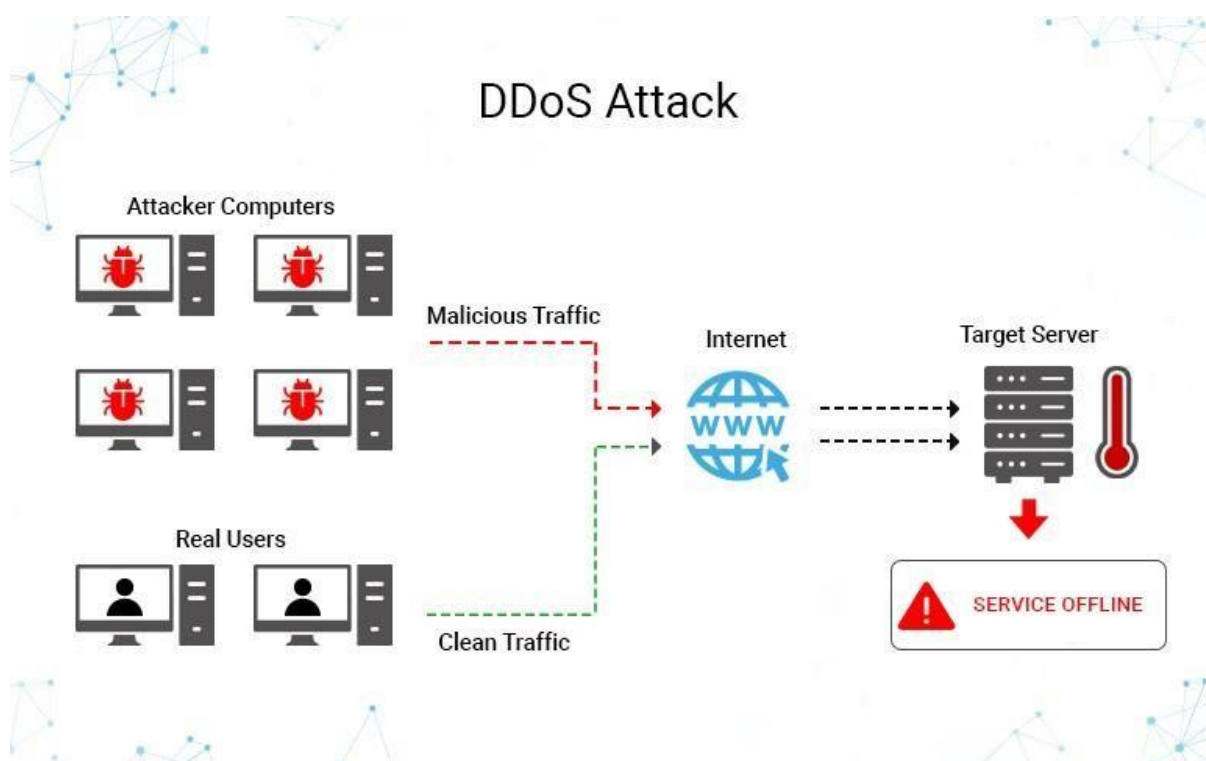 DDoS Attack
Attacker Computers
Malicious Traffic
Internet
Target Server
WWW
Real Users
Clean Traffic
SERVICE OFFLINE